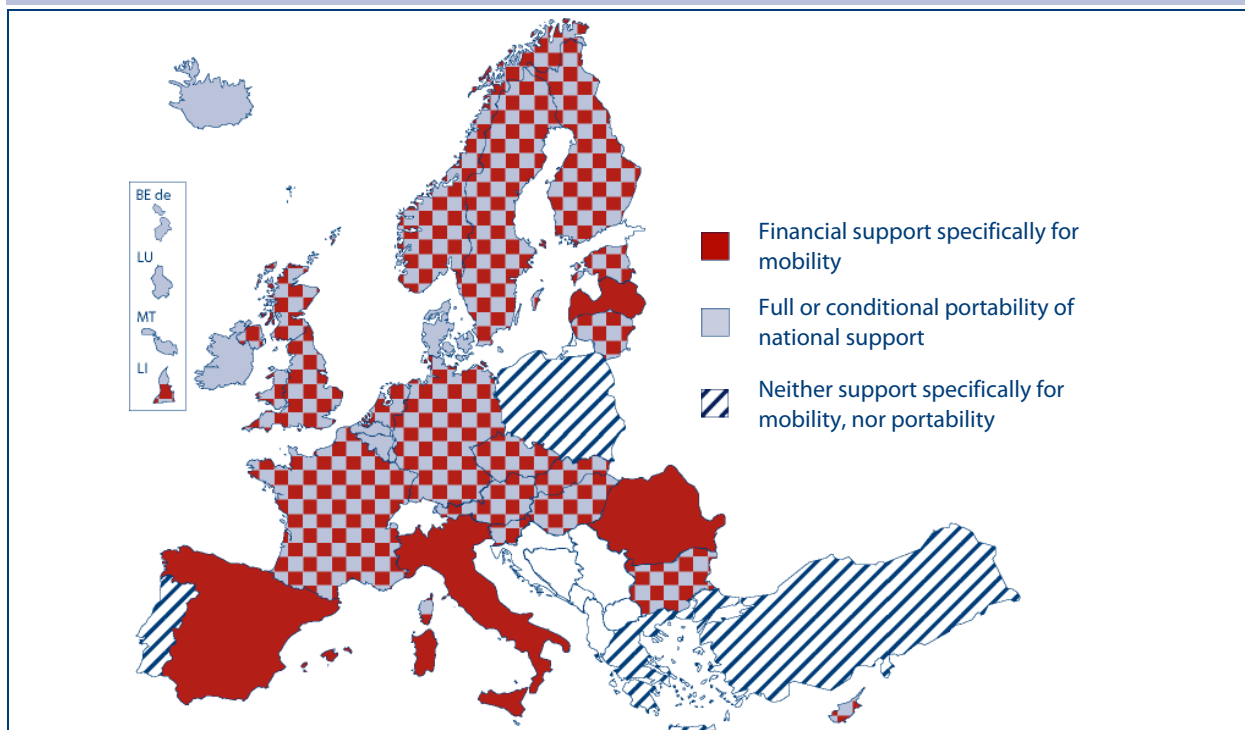 BE de
LU
MT
LI
Financial support specifically for
mobility
Full or conditional portability of
national support
Neither support specifically for
mobility, nor portability